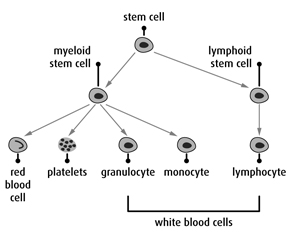 stem cell
myeloid
stem cell
lymphoid
stem cell
red
blood
cell
platelets
granulocyte
monocyte
lymphocyte
white blood cells